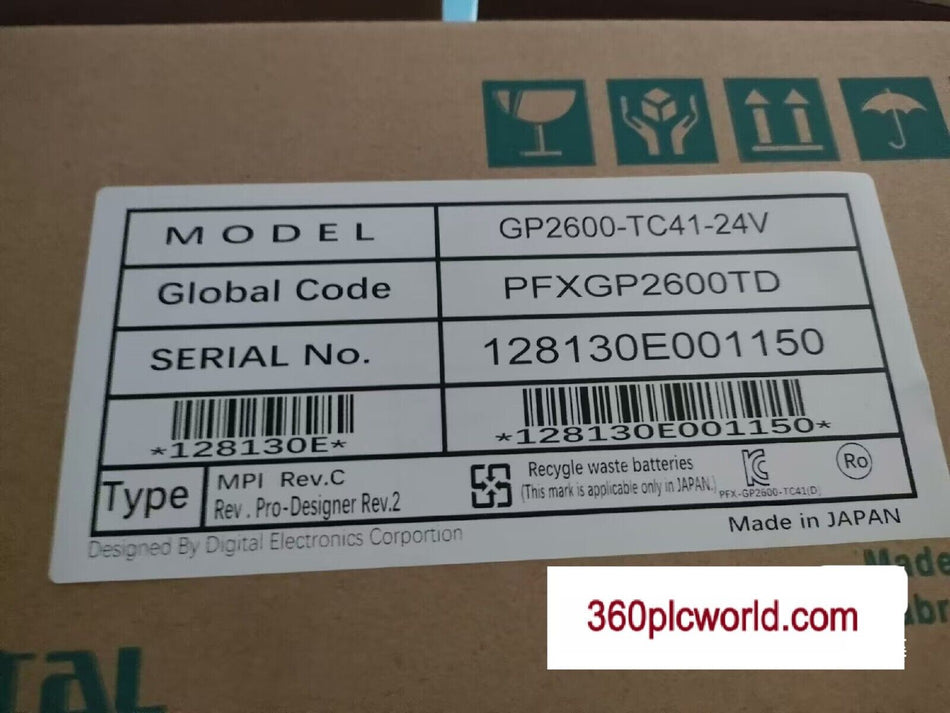 MODEL GP2600-TC41-24V
Global Code PFXGP2600TD
SERIAL No. 128130E001150
*128130E* *128130E001150*
Type MPI Rev.C
Rev . Pro-Designer Rev.2
Recygle waste batteries
(This mark is applicable only in JAPAN.)
PFX-GP2600-TC41(D)
Ro
Designed By Digital Electronics Corportion
Made in JAPAN
Made
360plcworld.com